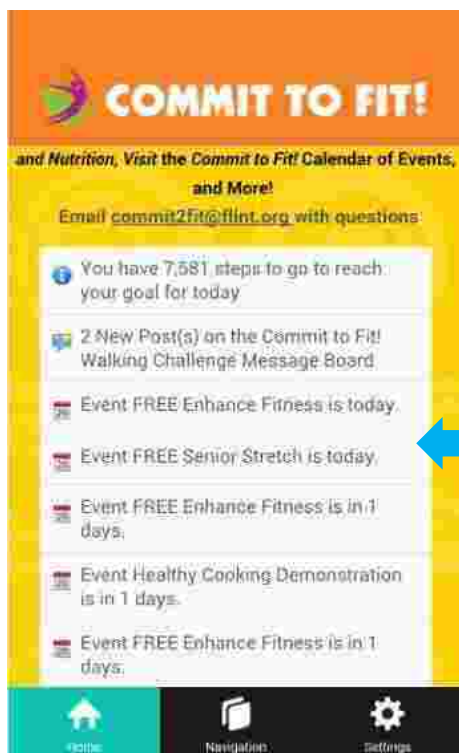 COMMIT TO FIT!
and Nutrition, Visit the Commit to Fit! Calendar of Events,
and More!
Email commit2fit@flint.org with questions
You have 7,581 steps to go to reach
your goal for today
2 New Post(s) on the Commit to Fit!
Walking Challenge Message Board
Event FREE Enhance Fitness is today.
Event FREE Senior Stretch is today.
Event FREE Enhance Fitness is in 1
days.
Event Healthy Cooking Demonstration
is in 1 days.
Event FREE Enhance Fitness is in 1
days.
Home Navigation Settings